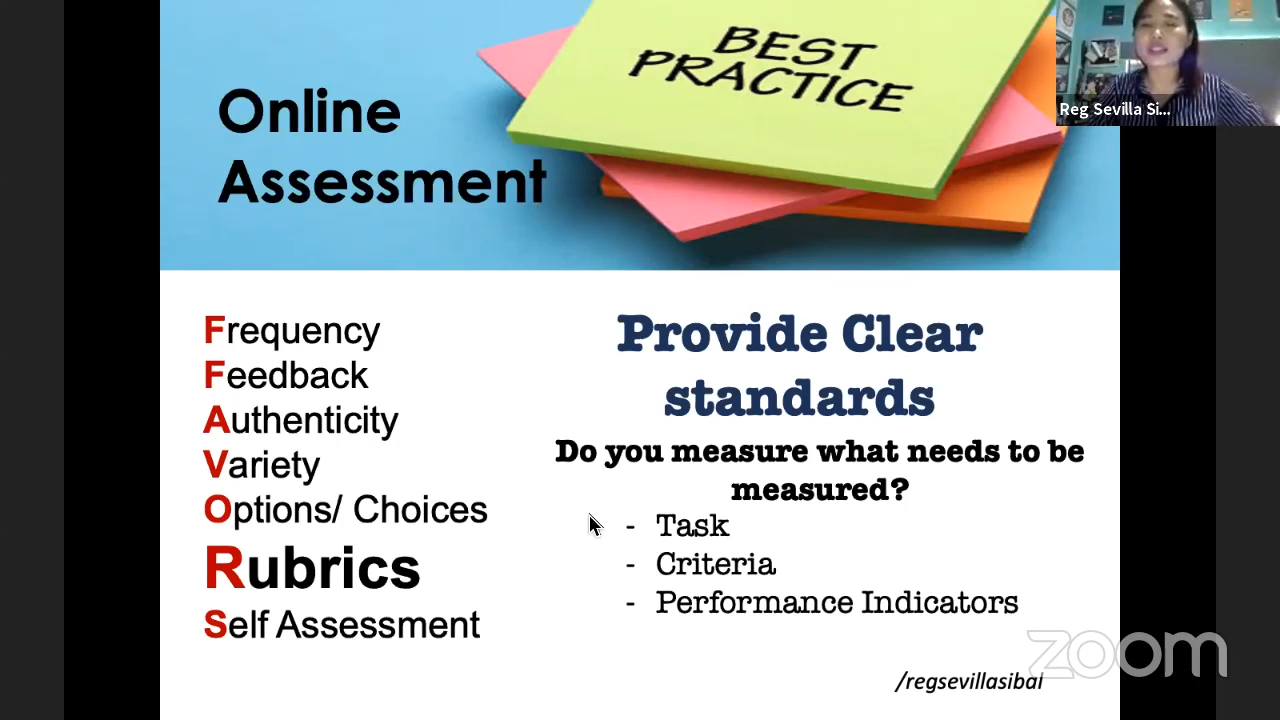 BEST
PRACTICE
Reg Sevilla Si...
Online
Assessment
Frequency
Feedback
Authenticity
Variety
Options/ Choices
Rubrics
Self Assessment
Provide Clear
standards
Do you measure what needs to be
measured?
- Task
- Criteria
- Performance Indicators
zoom
/regsevillasibal